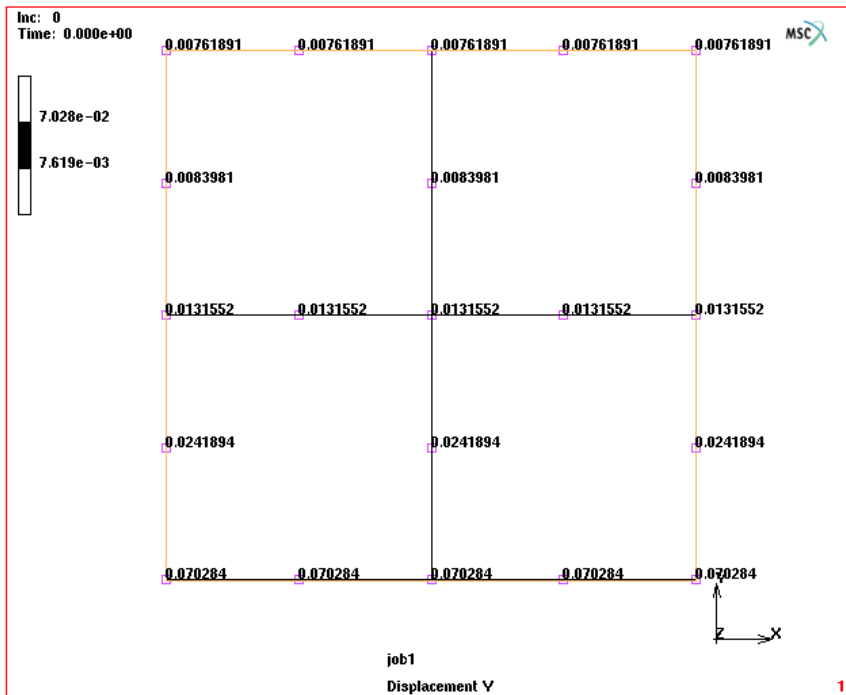 Inc: 0
Time: 0.000e+00
MSC
0.00761891 0.00761891 0.00761891 0.00761891 0.00761891
7.028e-02
7.619e-03
0.0083981 0.0083981 0.0083981
0.0131552 0.0131552 0.0131552 0.0131552 0.0131552
0.0241894 0.0241894 0.0241894
0.070284 0.070284 0.070284 0.070284 0.070284
Y
Z X
job1
Displacement Y
1